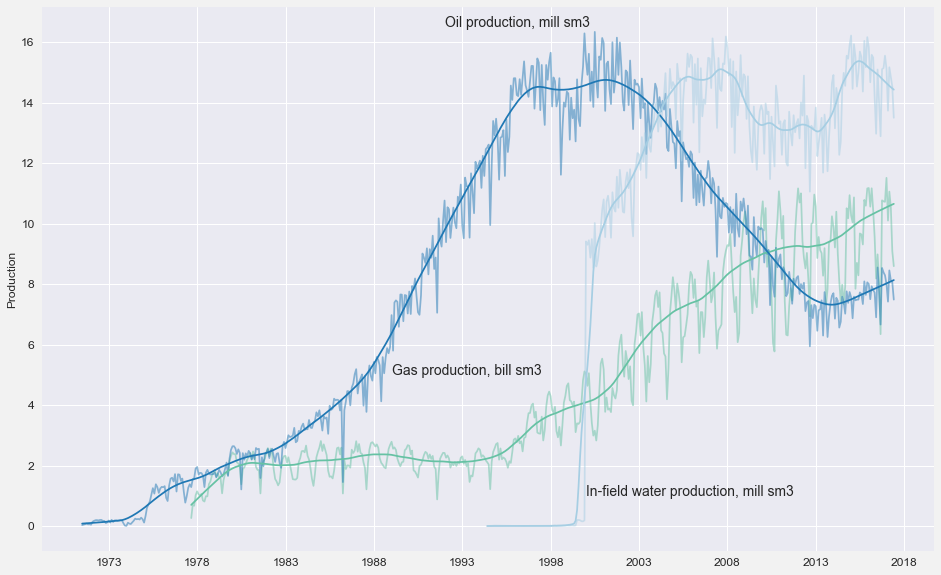 Oil production, mill sm3
16
14
12
10
8
6
4
2
0
Production
Gas production, bill sm3
In-field water production, mill sm3
1973 1978 1983 1988 1993 1998 2003 2008 2013 2018